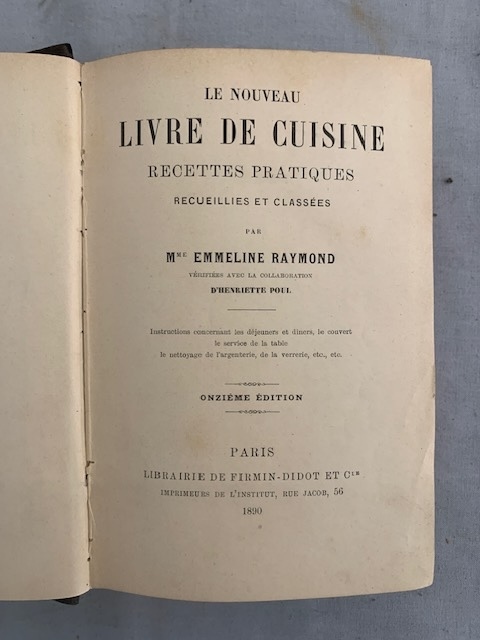 LE NOUVEAU
LIVRE DE CUISINE
RECETTES PRATIQUES
RECUEILLIES ET CLASSÉES
PAR
MME EMMELINE RAYMOND
VÉRIFIÉES AVEC LA COLLABORATION
D'HENRIETTE POUL
Instructions concernant les déjeuners et dîners, le couvert
le service de la table
le nettoyage de l'argenterie, de la verrerie, etc., etc.
ONZIÈME ÉDITION
PARIS
LIBRAIRIE DE FIRMIN-DIDOT ET CIE
IMPRIMEURS DE L'INSTITUT, RUE JACOB, 56
1890